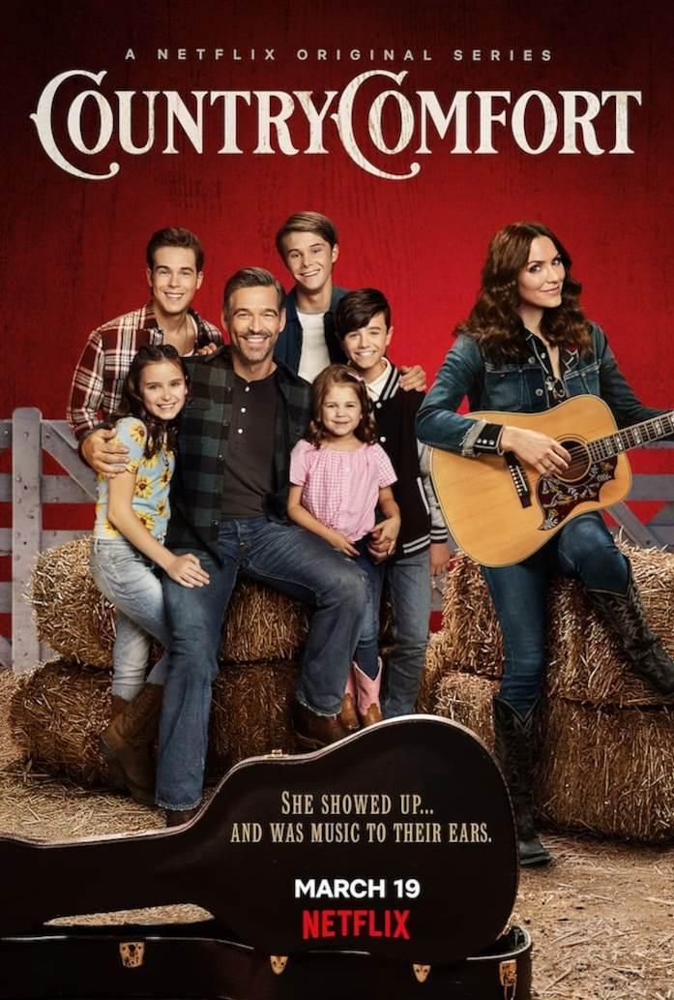 A NETFLIX ORIGINAL SERIES
COUNTRY COMFORT
SHE SHOWED UP...
AND WAS MUSIC TO THEIR EARS.
MARCH 19
NETFLIX